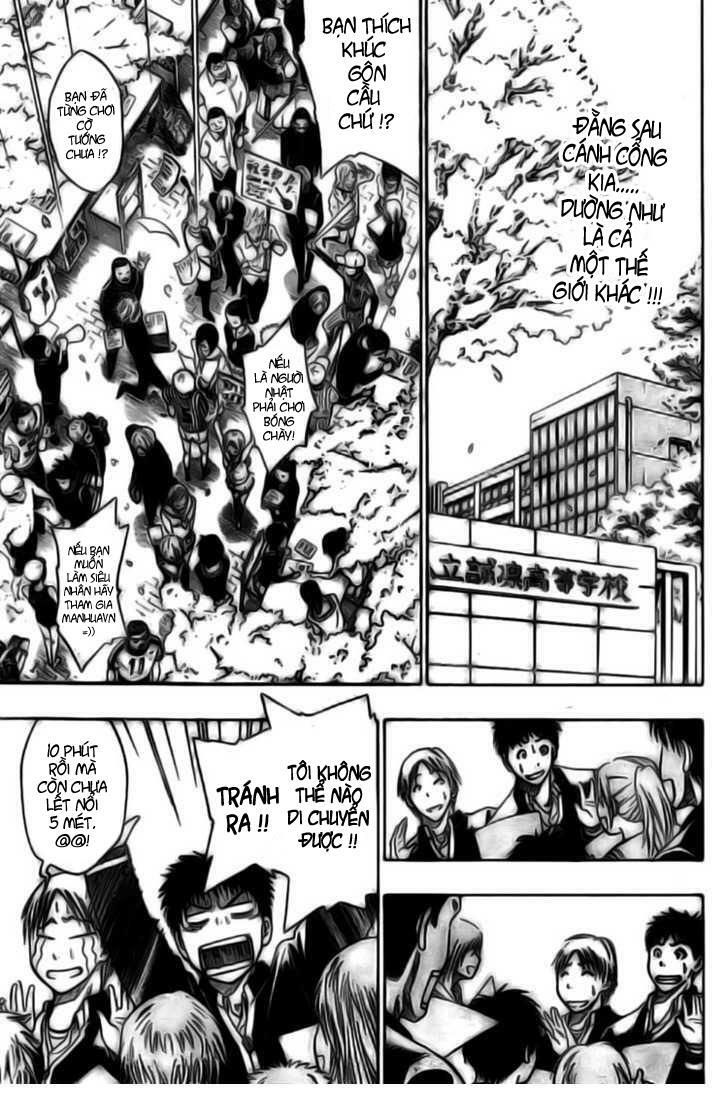 ĐẰNG SAU
CÁNH CỔNG
KIA.....
DƯỜNG NHƯ
LÀ CẢ
MỘT THẾ
GIỚI KHÁC !!!
立誠凛高等学校
BẠN THÍCH
KHÚC
GÔN
CẦU
CHỨ !?
BẠN ĐÃ
TỪNG CHƠI
CỜ
TƯỚNG
CHƯA !?
NẾU
LÀ NGƯỜI
NHẬT
PHẢI CHƠI
BÓNG
CHÀY!
NẾU BẠN
MUỐN
LÀM SIÊU
NHÂN HÃY
THAM GIA
MANHUAVN
=))
11
TÔI KHÔNG
THỂ NÀO
DI CHUYỂN
ĐƯỢC !!
TRÁNH
RA !!
10 PHÚT
RỒI MÀ
CÒN CHƯA
LẾT NỔI
5 MÉT.
@@!